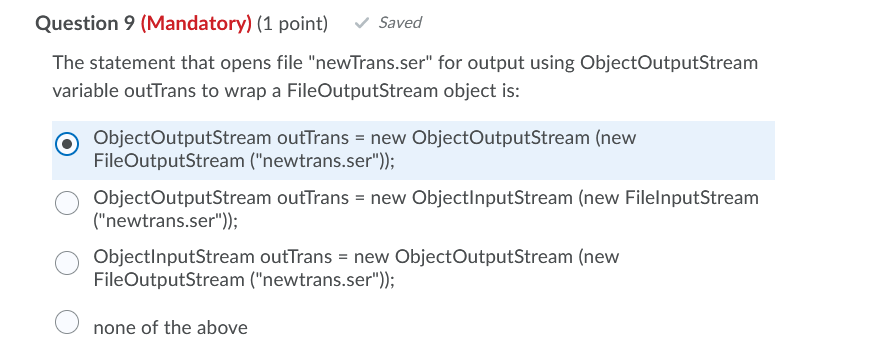 Question 9 (Mandatory) (1 point) Saved
The statement that opens file "newTrans.ser" for output using ObjectOutputStream
variable outTrans to wrap a FileOutputStream object is:
ObjectOutputStream outTrans = new ObjectOutputStream (new
FileOutputStream ("newtrans.ser"));
ObjectOutputStream outTrans = new ObjectInputStream (new FileInputStream
("newtrans.ser"));
ObjectInputStream outTrans = new ObjectOutputStream (new
FileOutputStream ("newtrans.ser"));
none of the above